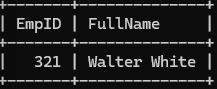 | EmpID | FullName     |
|   321 | Walter White |